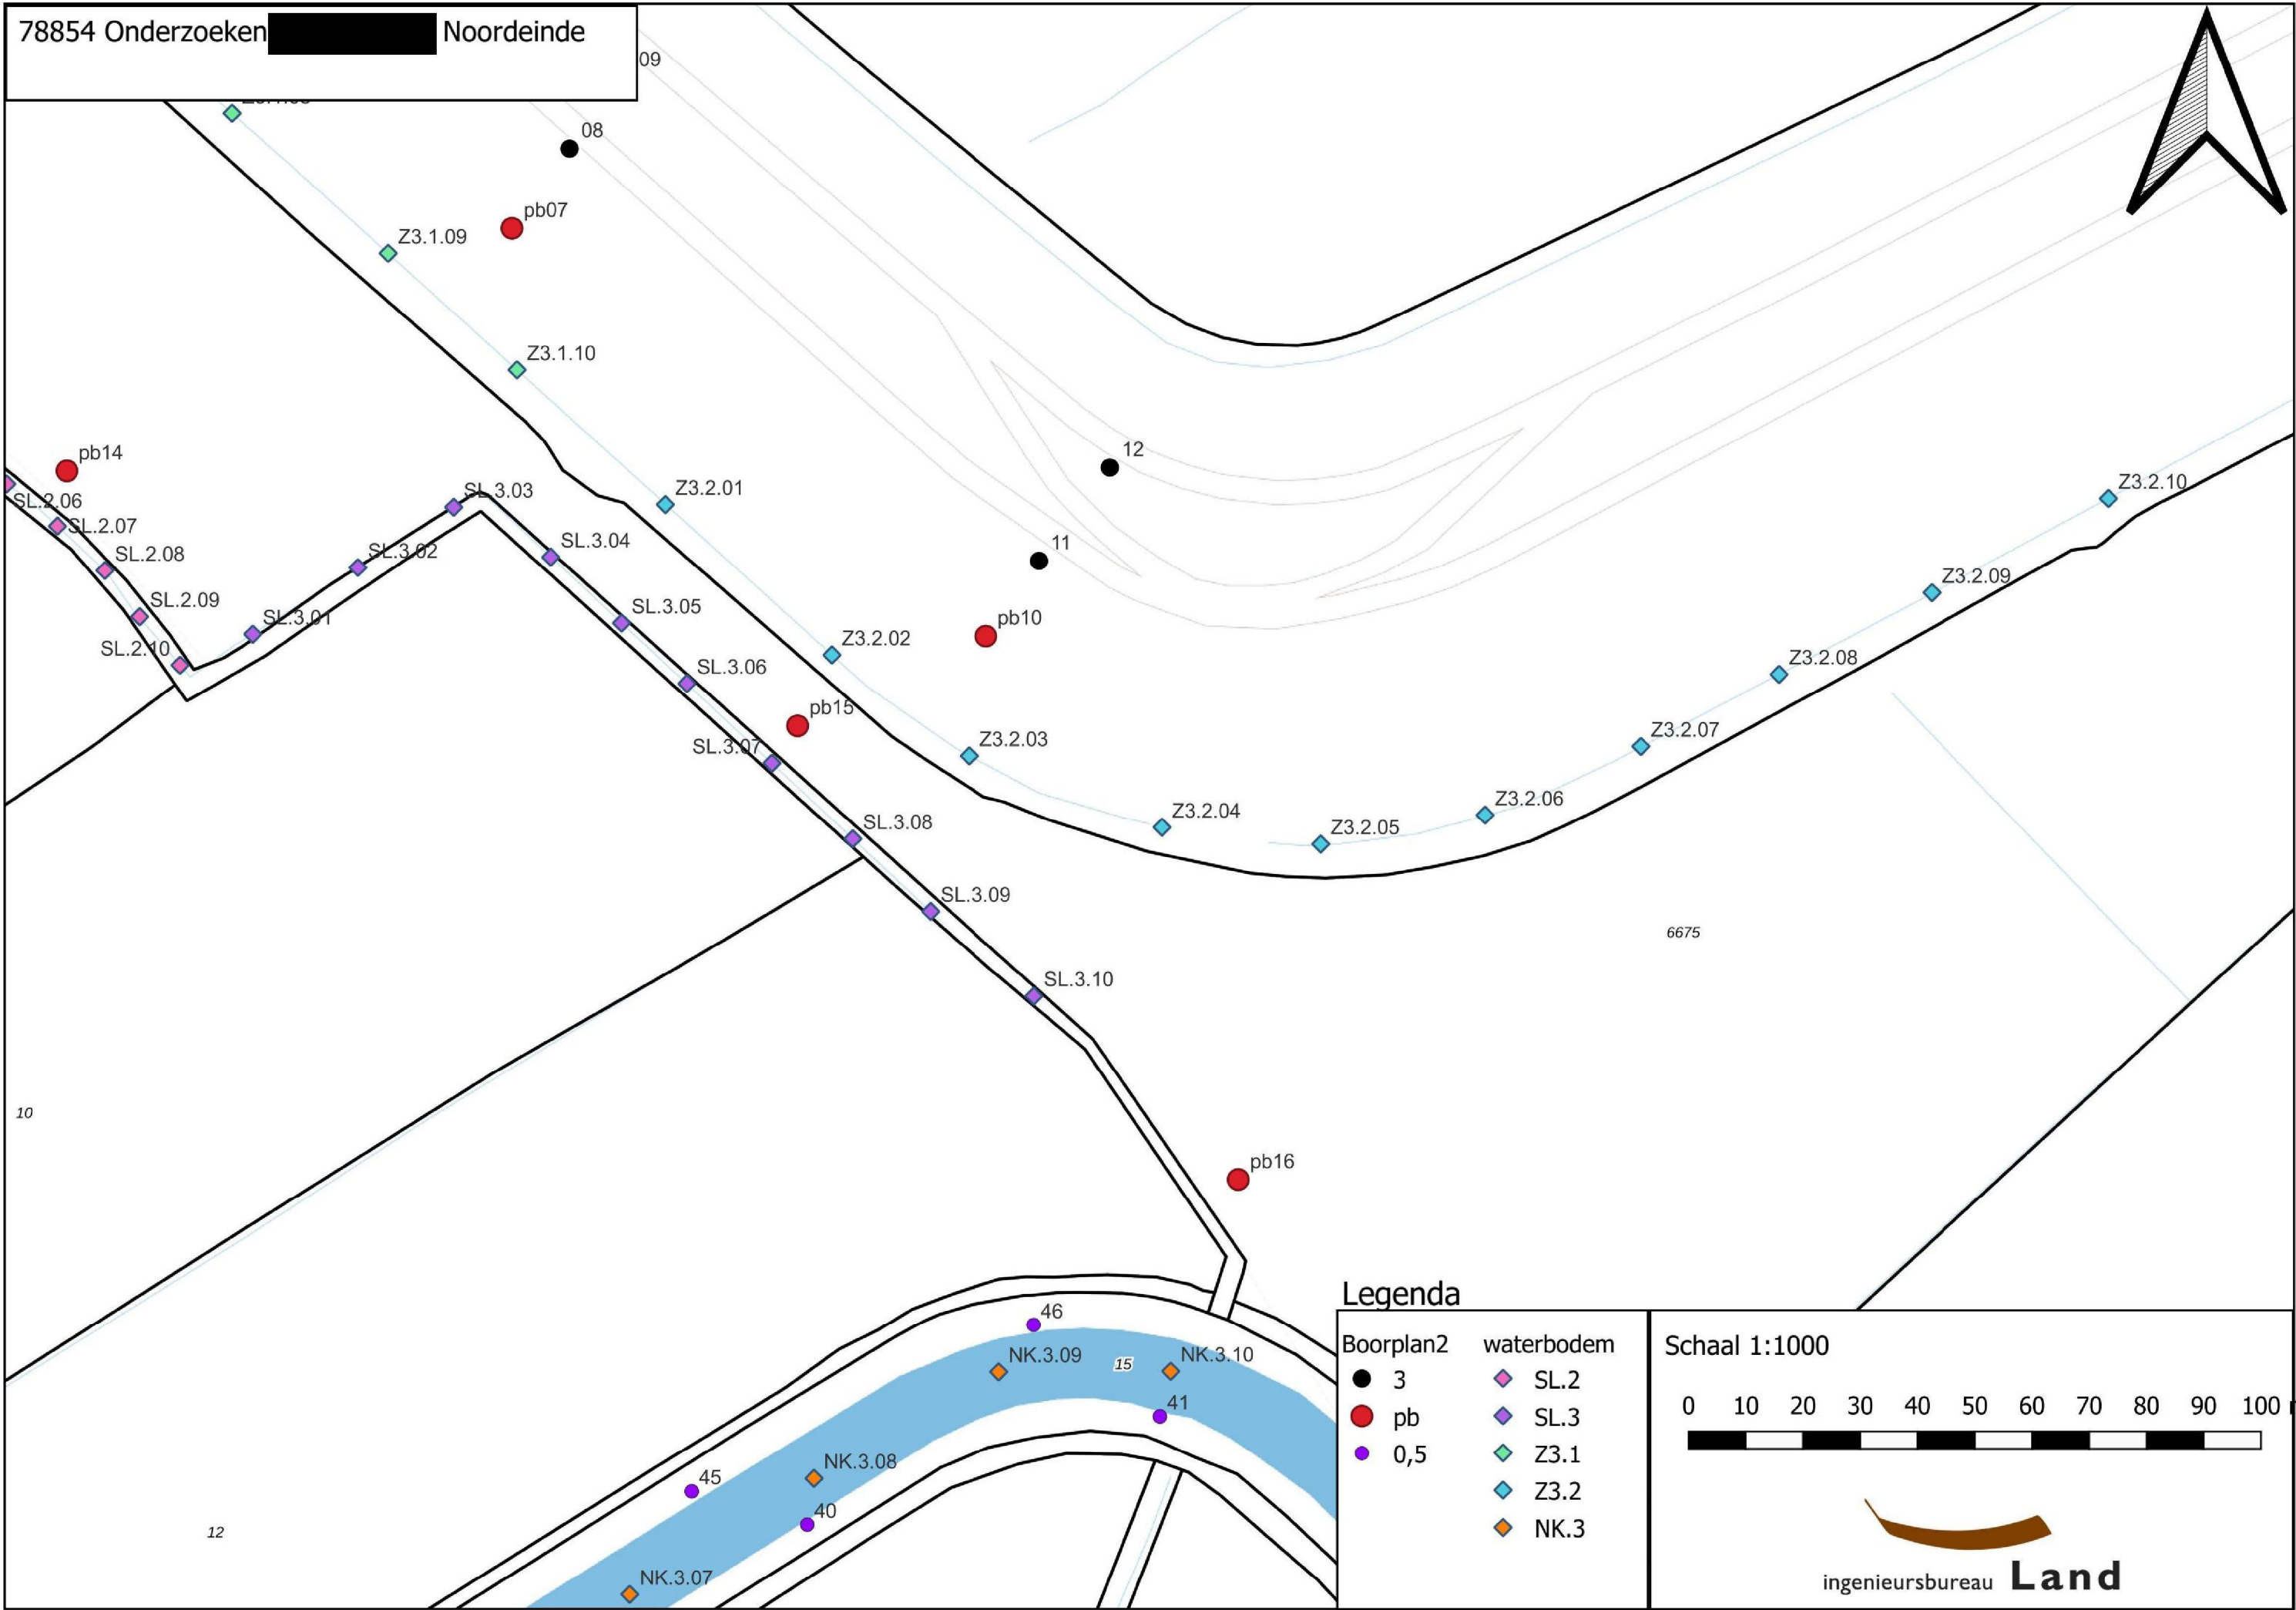 78854 Onderzoeken Noordeinde
09
08
pb07
Z3.1.09
Z3.1.10
pb14
SL.2.06
SL.2.07
SL.2.08
SL.2.09
SL.2.10
SL.3.01
SL.3.02
SL.3.03
SL.3.04
SL.3.05
SL.3.06
SL.3.07
SL.3.08
SL.3.09
SL.3.10
Z3.2.01
Z3.2.02
Z3.2.03
Z3.2.04
Z3.2.05
Z3.2.06
Z3.2.07
Z3.2.08
Z3.2.09
Z3.2.10
12
11
pb10
pb15
6675
10
pb16
46
NK.3.09
15
NK.3.10
41
NK.3.08
45
40
12
NK.3.07
Legenda
Boorplan2
3
pb
0,5
waterbodem
SL.2
SL.3
Z3.1
Z3.2
NK.3
Schaal 1:1000
0 10 20 30 40 50 60 70 80 90 100
ingenieursbureau Land